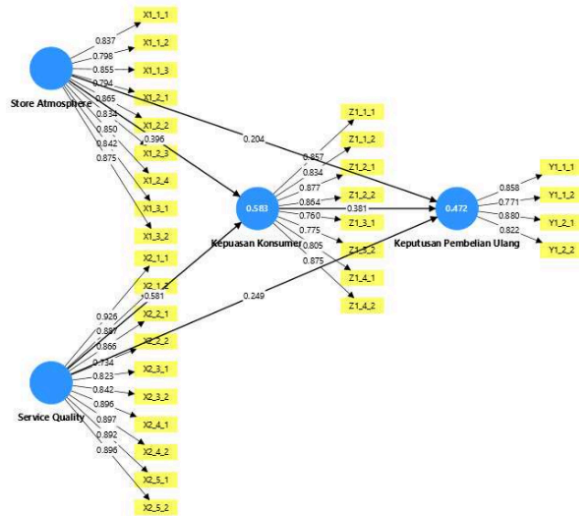 X1_1_1
0.837
X1_1_2
0.798
X1_1_3
0.855
X1_2_1
0.794
X1_2_2
0.865
X1_2_3
0.834
X1_2_4
0.850
X1_3_1
0.842
X1_3_2
0.875
Store Atmosphere
0.396
0.204
Z1_1_1
0.857
Z1_1_2
0.834
Z1_2_1
0.877
Z1_2_2
0.864
Z1_3_1
0.760
Z1_3_2
0.775
Z1_4_1
0.805
Z1_4_2
0.875
0.583
Kepuasan Konsumer
0.381
0.472
Keputusan Pembelian Ulang
Y1_1_1
0.858
Y1_1_2
0.771
Y1_2_1
0.880
Y1_2_2
0.822
0.581
0.249
X2_1_1
0.926
X2_1_2
0.887
X2_2_1
X2_2_2
0.734
X2_3_1
0.823
X2_3_2
0.842
X2_4_1
0.896
X2_4_2
0.897
X2_5_1
0.892
X2_5_2
0.896
Service Quality